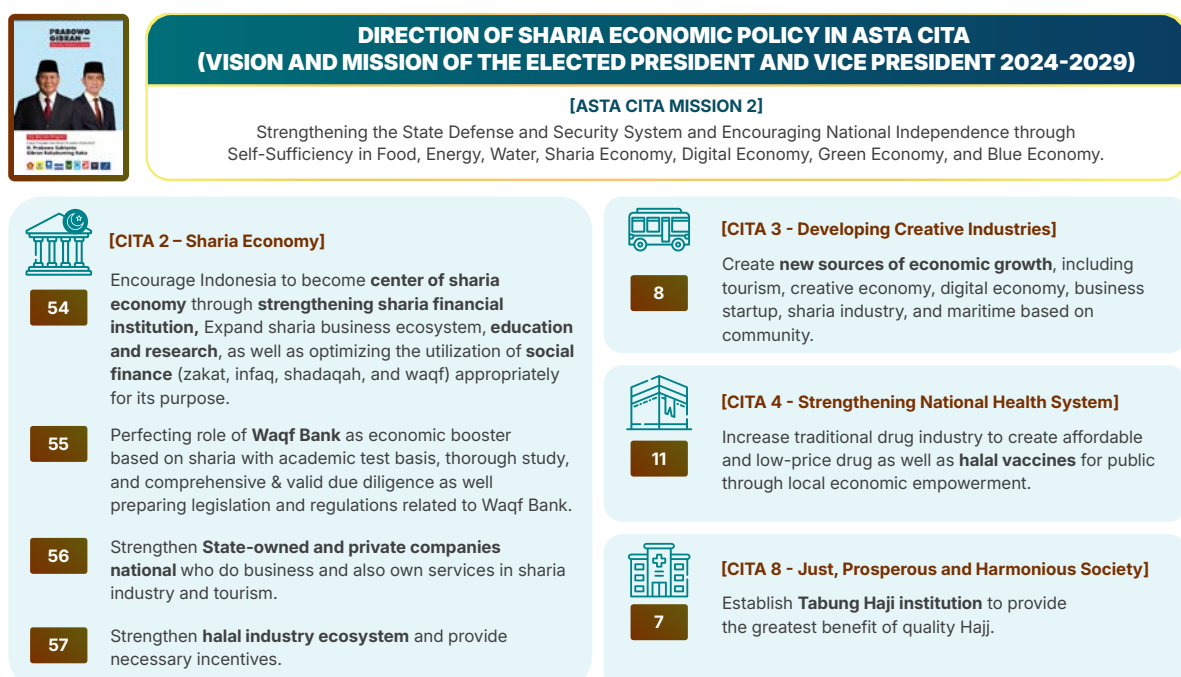 PRABOWO
GIBRAN
DIRECTION OF SHARIA ECONOMIC POLICY IN ASTA CITA
(VISION AND MISSION OF THE ELECTED PRESIDENT AND VICE PRESIDENT 2024-2029)
[ASTA CITA MISSION 2]
Strengthening the State Defense and Security System and Encouraging National Independence through
Self-Sufficiency in Food, Energy, Water, Sharia Economy, Digital Economy, Green Economy, and Blue Economy.
[CITA 2 – Sharia Economy]
54
Encourage Indonesia to become center of sharia
economy through strengthening sharia financial
institution, Expand sharia business ecosystem, education
and research, as well as optimizing the utilization of social
finance (zakat, infaq, shadaqah, and waqf) appropriately
for its purpose.
55
Perfecting role of Waqf Bank as economic booster
based on sharia with academic test basis, thorough study,
and comprehensive & valid due diligence as well
preparing legislation and regulations related to Waqf Bank.
56
Strengthen State-owned and private companies
national who do business and also own services in sharia
industry and tourism.
57
Strengthen halal industry ecosystem and provide
necessary incentives.
[CITA 3 - Developing Creative Industries]
8
Create new sources of economic growth, including
tourism, creative economy, digital economy, business
startup, sharia industry, and maritime based on
community.
[CITA 4 - Strengthening National Health System]
11
Increase traditional drug industry to create affordable
and low-price drug as well as halal vaccines for public
through local economic empowerment.
[CITA 8 - Just, Prosperous and Harmonious Society]
7
Establish Tabung Haji institution to provide
the greatest benefit of quality Hajj.